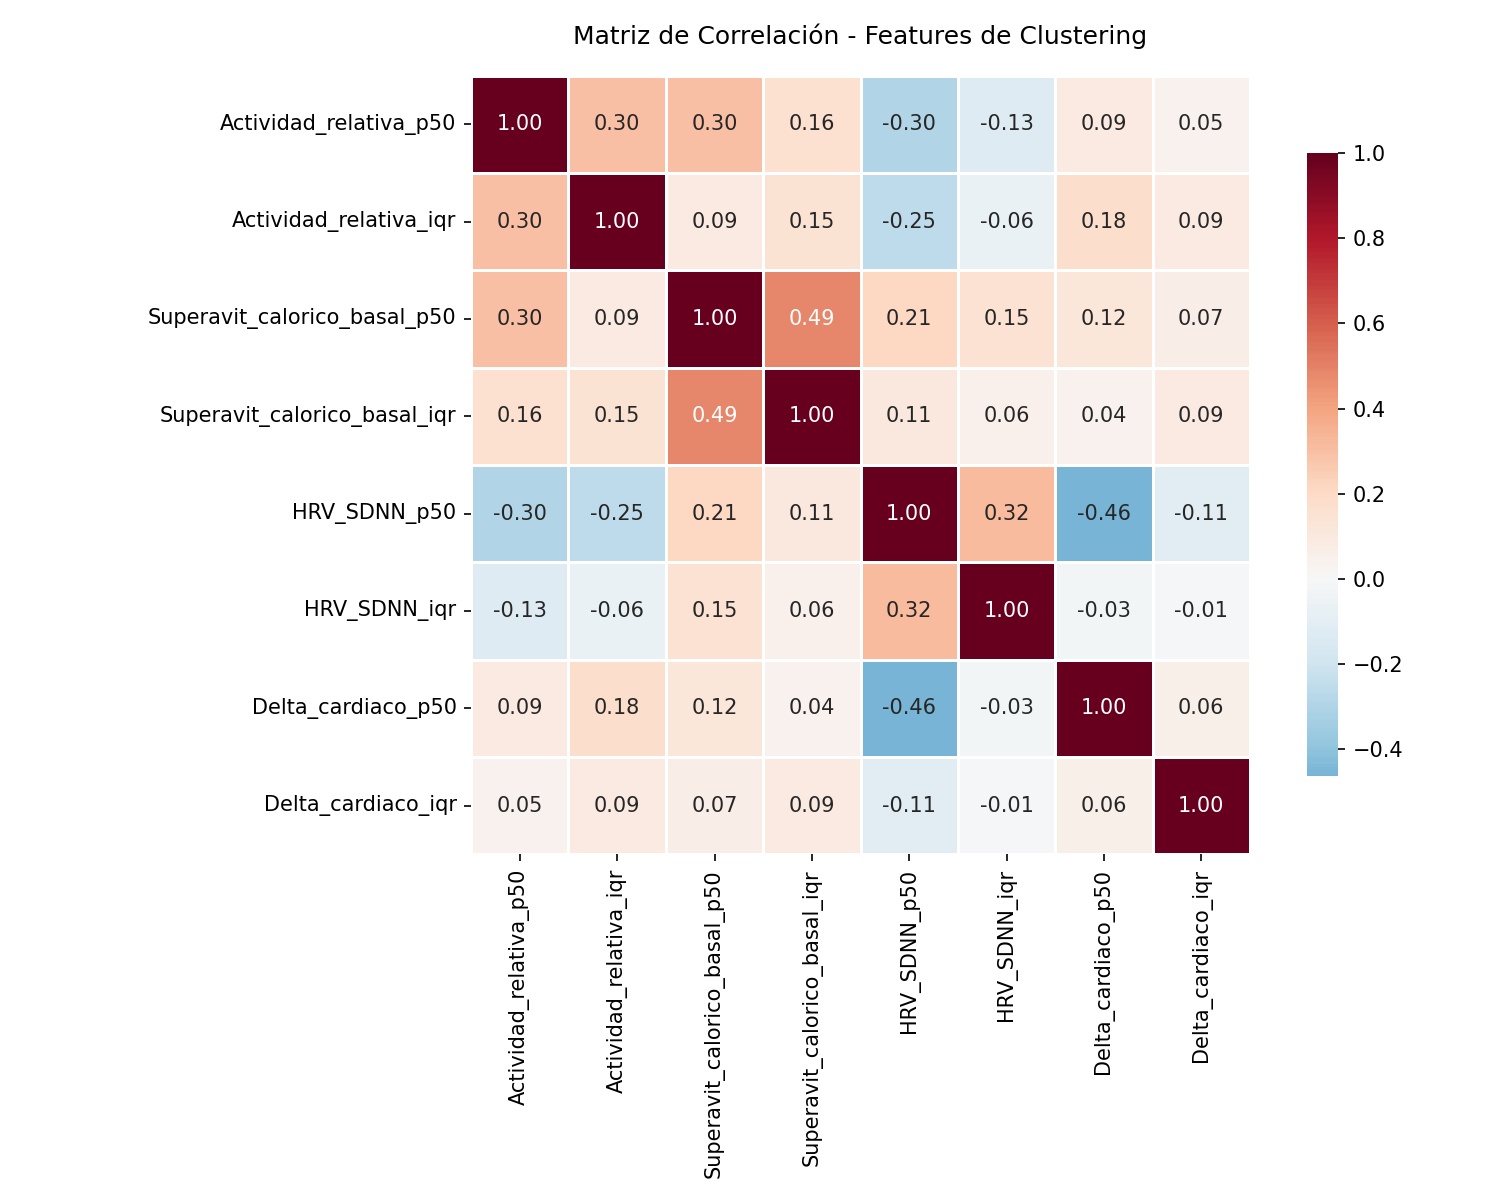 Matriz de Correlación - Features de Clustering
Actividad_relativa_p50 1.00 0.30 0.30 0.16 -0.30 -0.13 0.09 0.05
Actividad_relativa_iqr 0.30 1.00 0.09 0.15 -0.25 -0.06 0.18 0.09
Superavit_calorico_basal_p50 0.30 0.09 1.00 0.49 0.21 0.15 0.12 0.07
Superavit_calorico_basal_iqr 0.16 0.15 0.49 1.00 0.11 0.06 0.04 0.09
HRV_SDNN_p50 -0.30 -0.25 0.21 0.11 1.00 0.32 -0.46 -0.11
HRV_SDNN_iqr -0.13 -0.06 0.15 0.06 0.32 1.00 -0.03 -0.01
Delta_cardiaco_p50 0.09 0.18 0.12 0.04 -0.46 -0.03 1.00 0.06
Delta_cardiaco_iqr 0.05 0.09 0.07 0.09 -0.11 -0.01 0.06 1.00
Actividad_relativa_p50
Actividad_relativa_iqr
Superavit_calorico_basal_p50
Superavit_calorico_basal_iqr
HRV_SDNN_p50
HRV_SDNN_iqr
Delta_cardiaco_p50
Delta_cardiaco_iqr
1.0
0.8
0.6
0.4
0.2
0.0
−0.2
−0.4